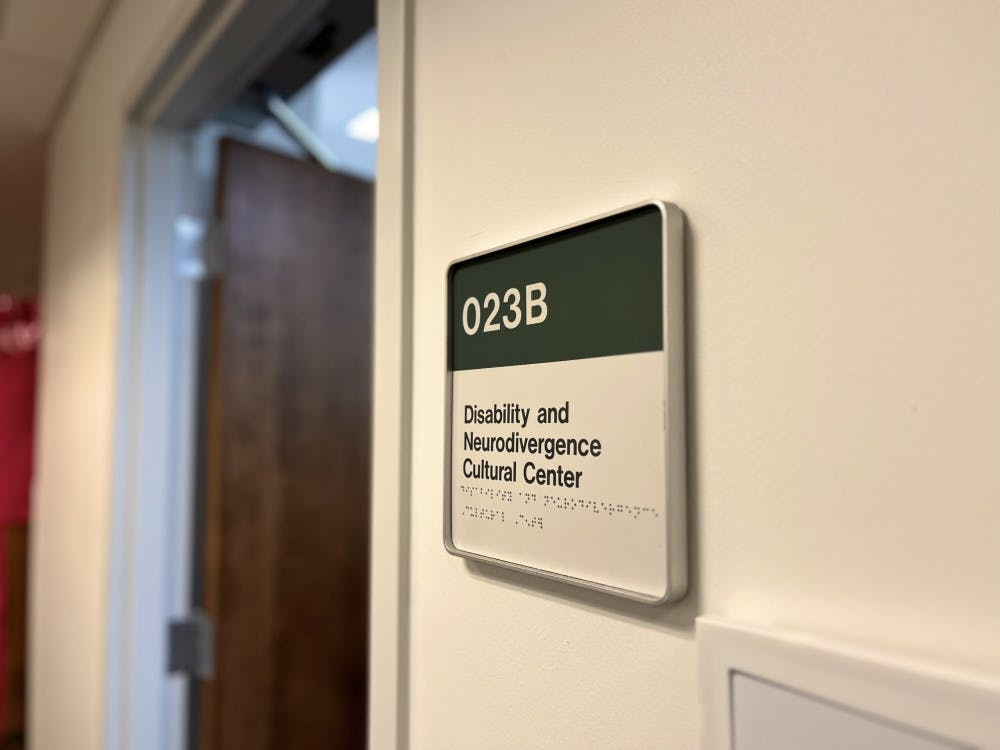 023B
Disability and
Neurodivergence
Cultural Center